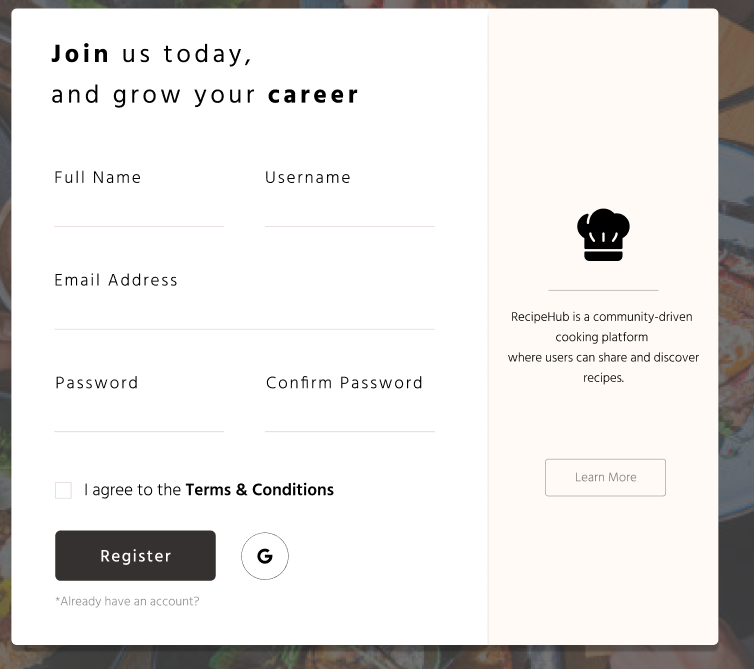 Join us today,
and grow your career
Full Name
Username
Email Address
Password
Confirm Password
I agree to the Terms & Conditions
Register
G
*Already have an account?
RecipeHub is a community-driven
cooking platform
where users can share and discover
recipes.
Learn More